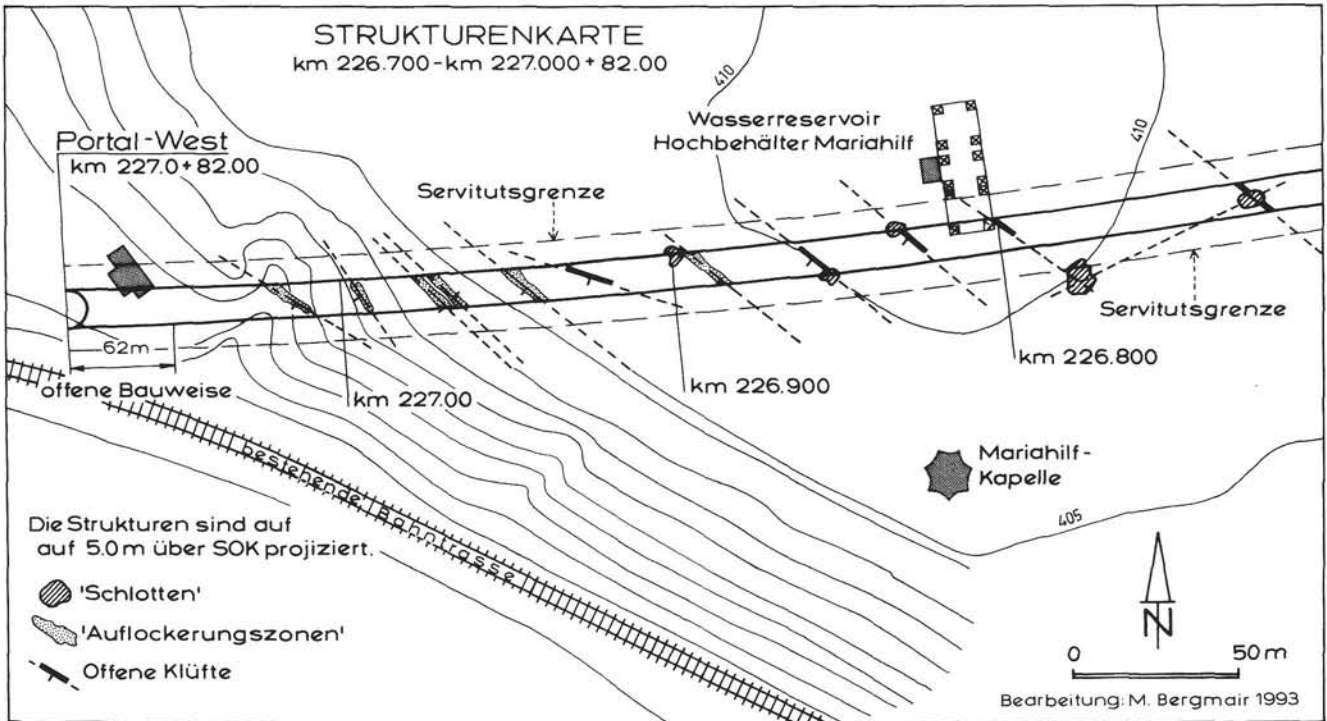 STRUKTURENKARTE
km 226.700-km 227.000+82.00
410
Portal-West
km 227.0+82.00
Wasserreservoir
Hochbehälter Mariahilf
410
Servitutsgrenze
Servitutsgrenze
62m
offene Bauweise
km 227.00
km 226.900
km 226.800
bestehende Bahntrasse
Mariahilf-
Kapelle
405
Die Strukturen sind auf
auf 5.0m über SOK projiziert.
'Schlotten'
'Auflockerungszonen'
Offene Klüfte
N
0 50 m
Bearbeitung: M. Bergmair 1993